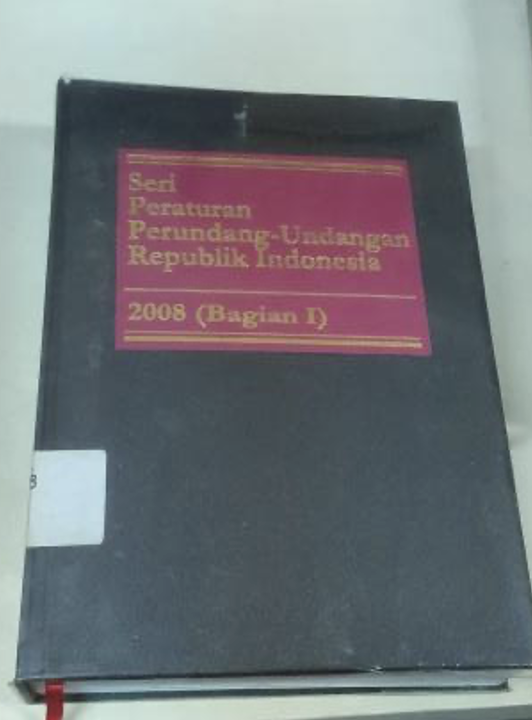 Seri
Peraturan
Perundang-Undangan
Republik Indonesia
2008 (Bagian I)